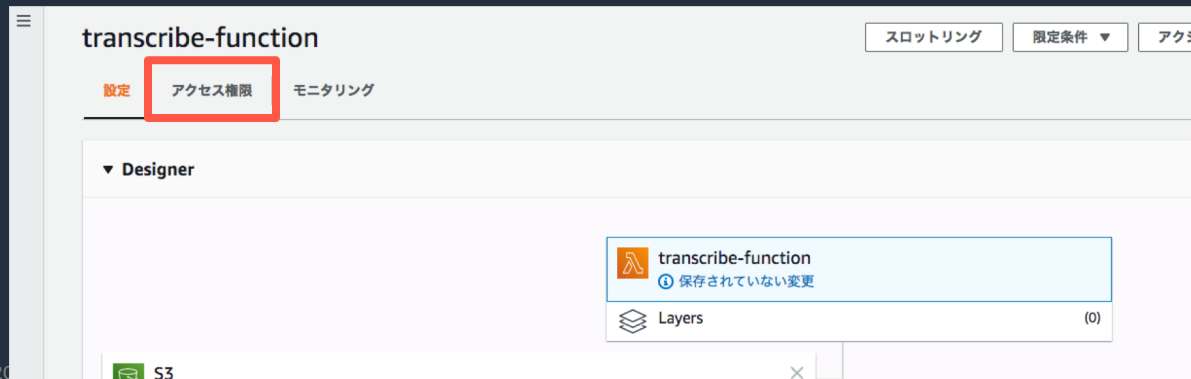 transcribe-function
スロットリング
限定条件 ▼
設定
アクセス権限
モニタリング
▼ Designer
transcribe-function
保存されていない変更
Layers
(0)
S3